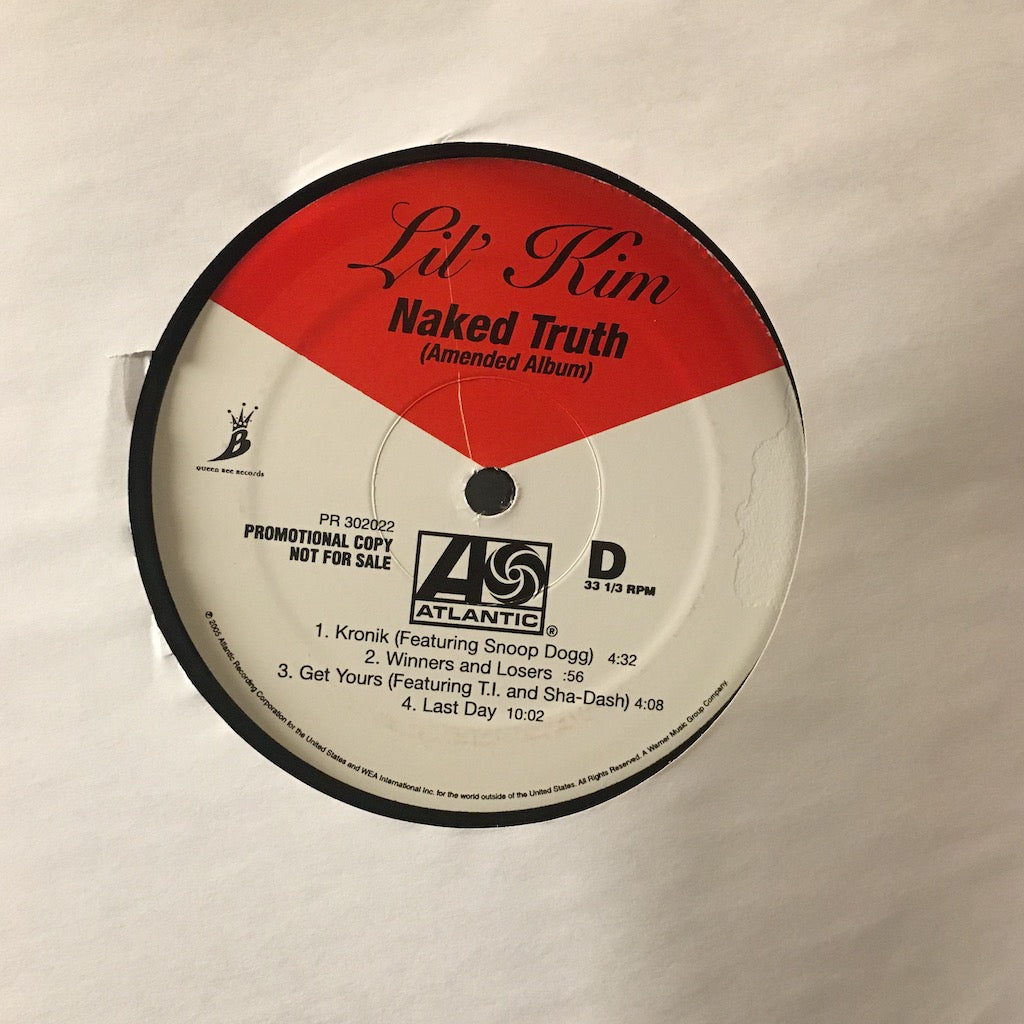 Lil' Kim
Naked Truth
(Amended Album)
B
Queen Bee Records
PR 302022
PROMOTIONAL COPY
NOT FOR SALE
A
ATLANTIC®
D
33 1/3 RPM
1. Kronik (Featuring Snoop Dogg) 4:32
2. Winners and Losers :56
3. Get Yours (Featuring T.I. and Sha-Dash) 4:08
4. Last Day 10:02
℗ 2005 Atlantic Recording Corporation for the United States and WEA International Inc. for the world outside of the United States. All Rights Reserved. A Warner Music Group Company.